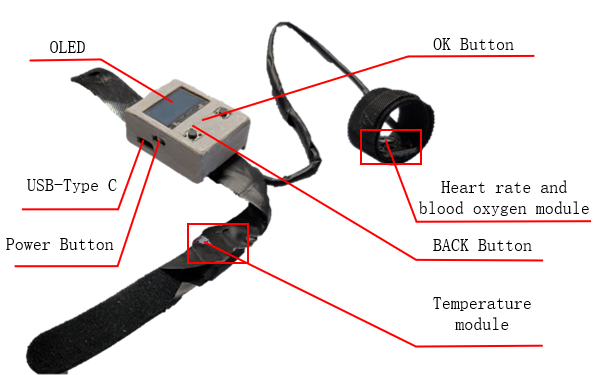 OLED
OK Button
USB-Type C
Heart rate and
blood oxygen module
Power Button
BACK Button
Temperature
module